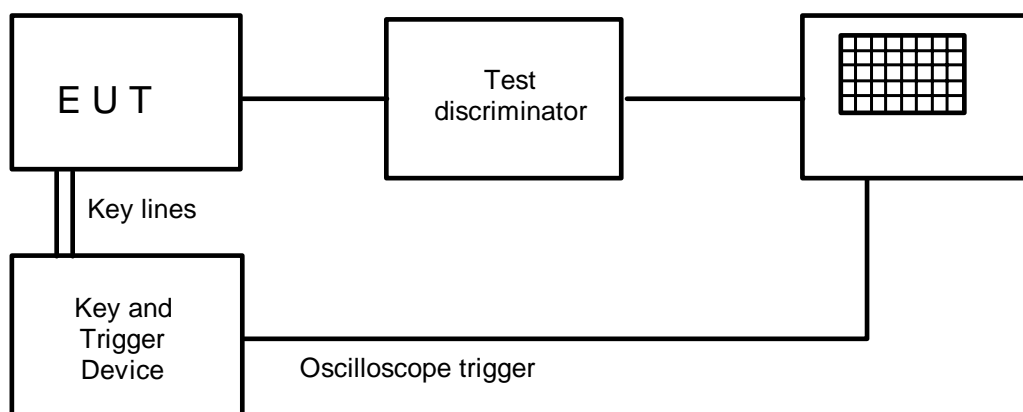 E U T
Test
discriminator
Key lines
Key and
Trigger
Device
Oscilloscope trigger